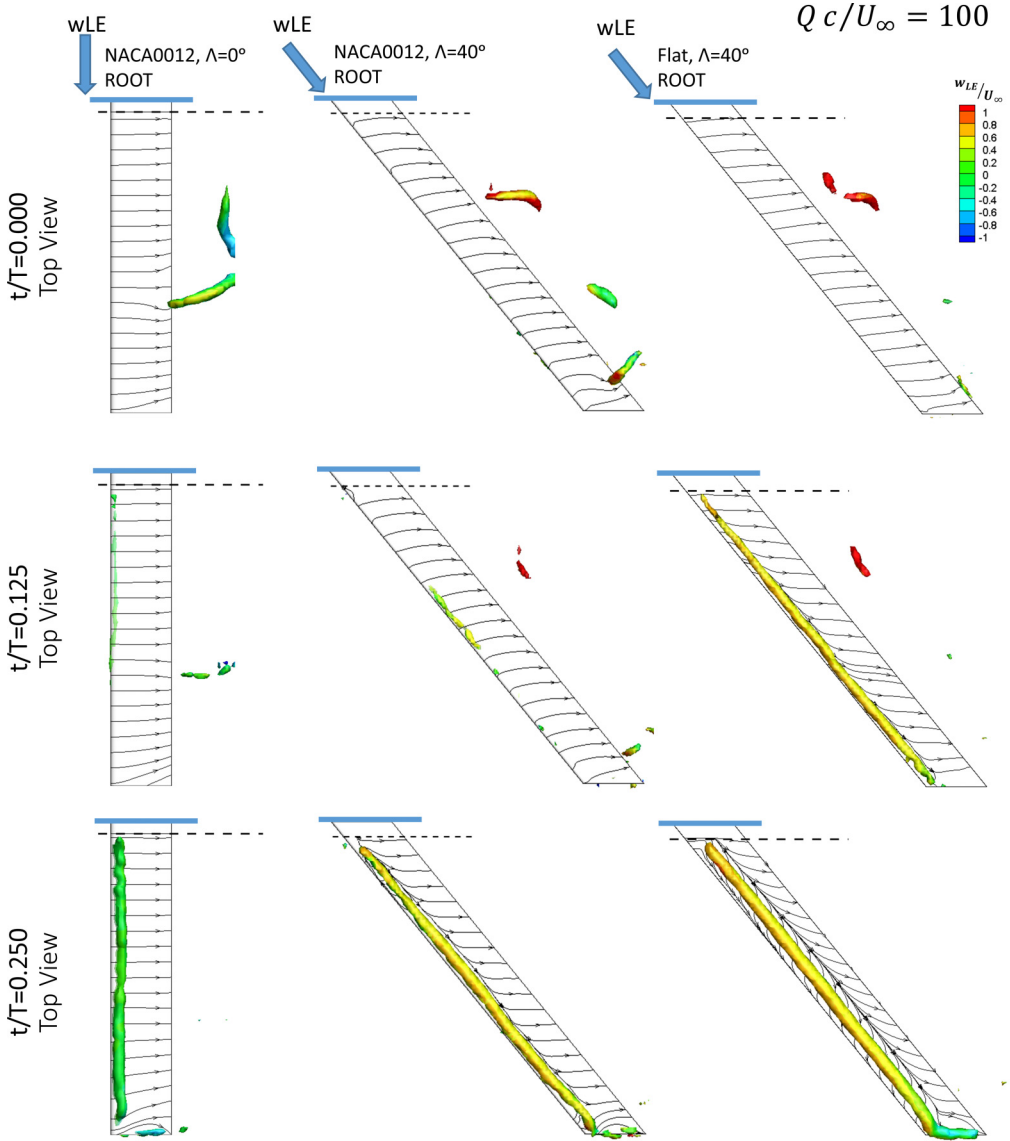 Q c/U∞ = 100
wLE
NACA0012, Λ=0°
ROOT
wLE
NACA0012, Λ=40°
ROOT
wLE
Flat, Λ=40°
ROOT
wLE/U∞
1
0.8
0.6
0.4
0.2
0
-0.2
-0.4
-0.6
-0.8
-1
t/T=0.000
Top View
t/T=0.125
Top View
t/T=0.250
Top View